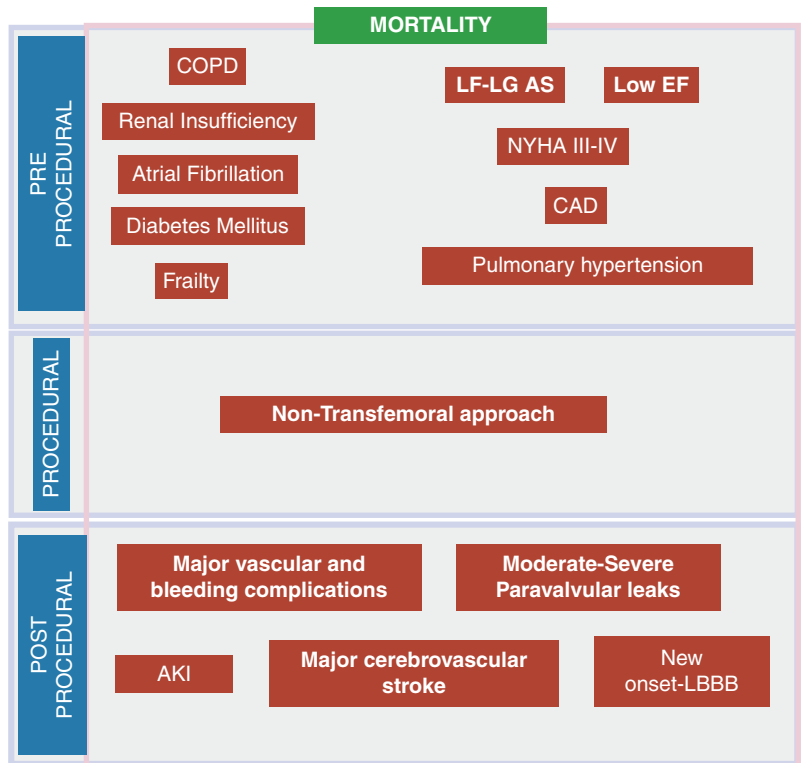 MORTALITY
PRE
PROCEDURAL
COPD
Renal Insufficiency
Atrial Fibrillation
Diabetes Mellitus
Frailty
LF-LG AS
Low EF
NYHA III-IV
CAD
Pulmonary hypertension
PROCEDURAL
Non-Transfemoral approach
POST
PROCEDURAL
Major vascular and
bleeding complications
Moderate-Severe
Paravalvular leaks
AKI
Major cerebrovascular
stroke
New
onset-LBBB